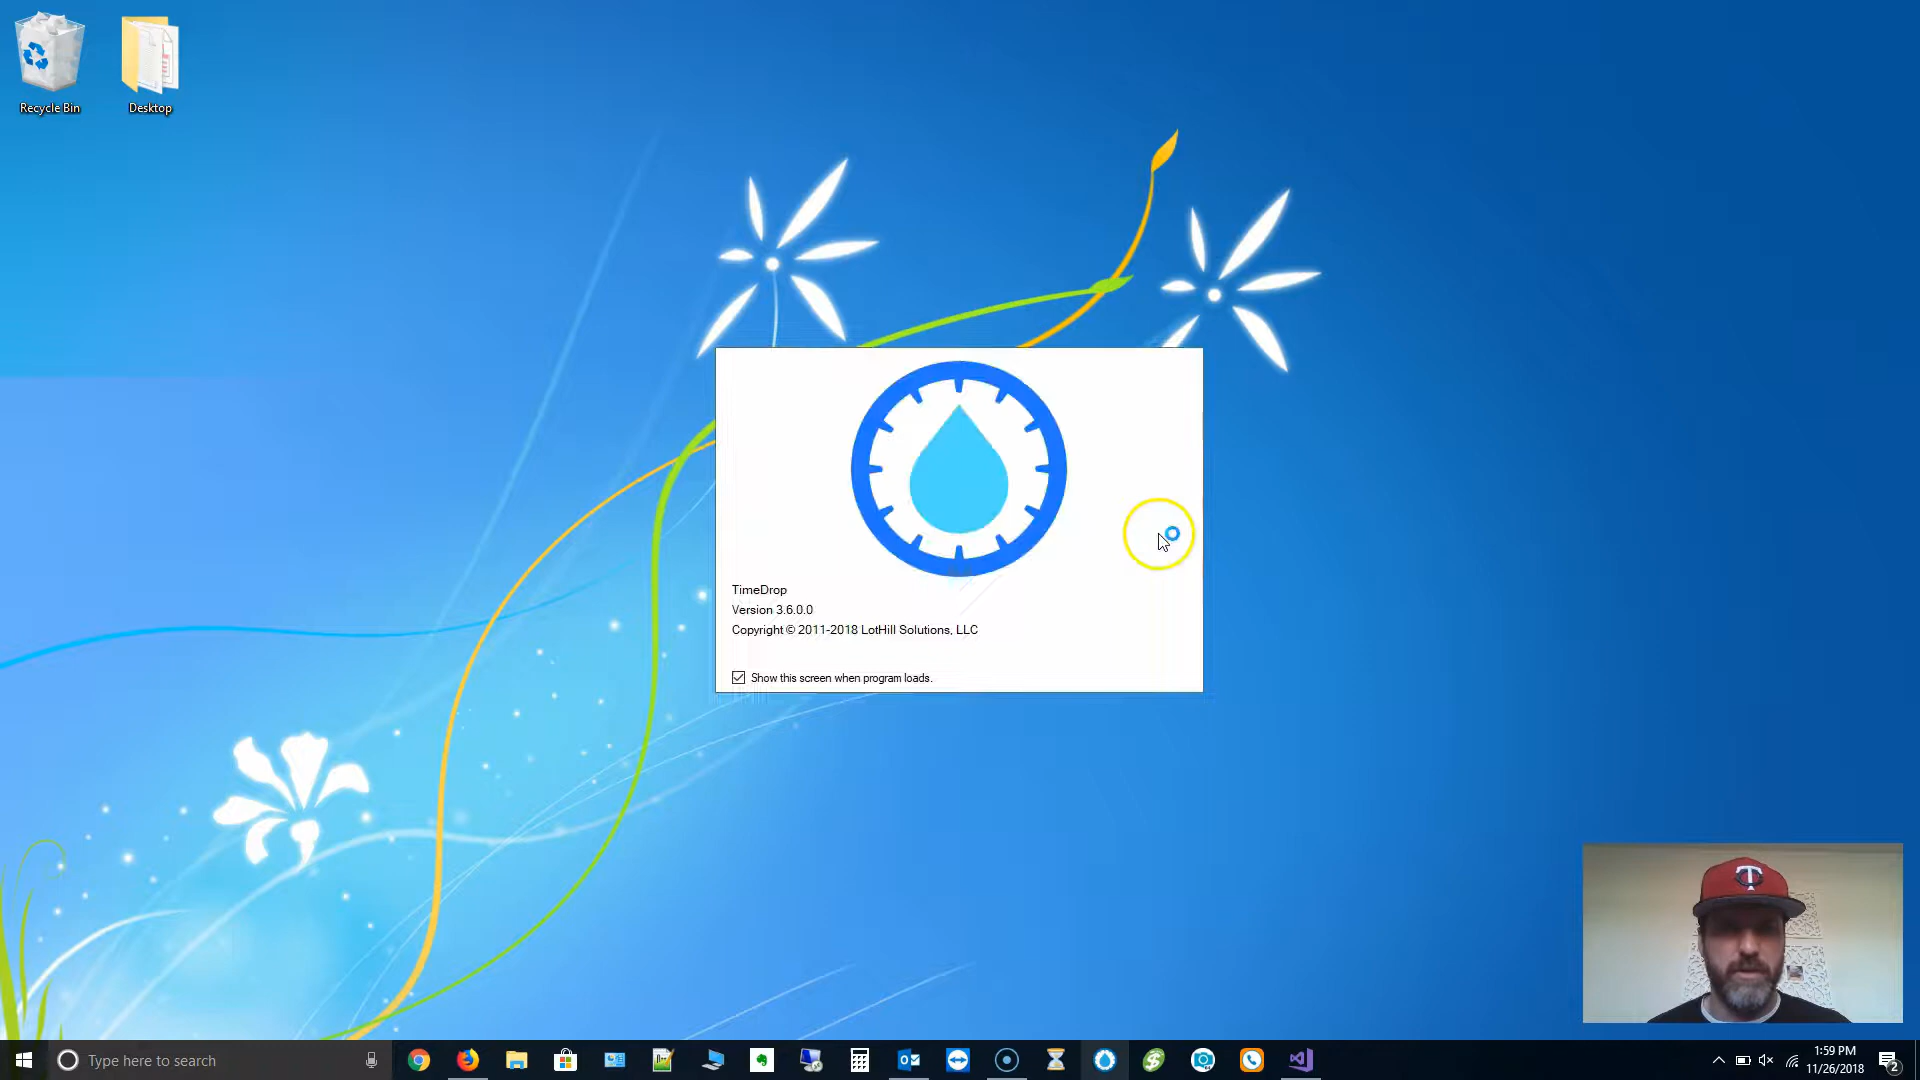 Recycle Bin
Desktop
TimeDrop
Version 3.6.0.0
Copyright © 2011-2018 LotHill Solutions, LLC
Show this screen when program loads.
Type here to search
1:59 PM
11/26/2018
2